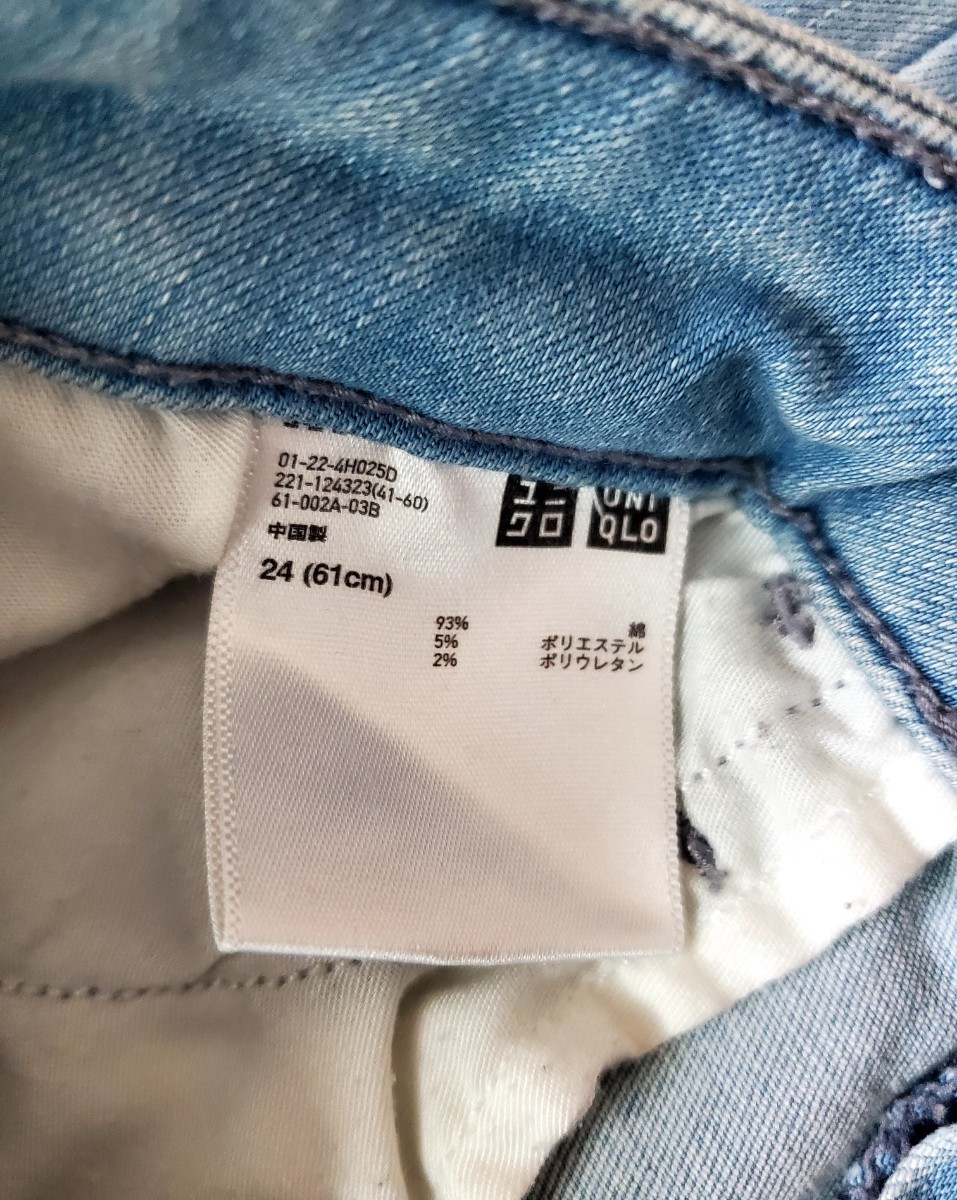 01-22-4H025D
221-124323(41-60)
61-002A-03B
中国製
24 (61cm)
ユニ
クロ
UNI
QLO
93% 綿
5% ポリエステル
2% ポリウレタン